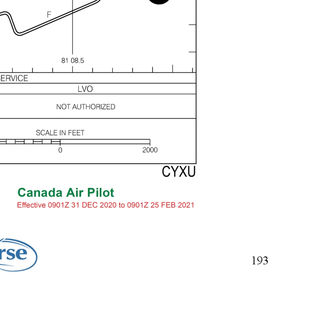 F
81 08.5
SERVICE
LVO
NOT AUTHORIZED
SCALE IN FEET
0 2000
CYXU
Canada Air Pilot
Effective 0901Z 31 DEC 2020 to 0901Z 25 FEB 2021
rse
193